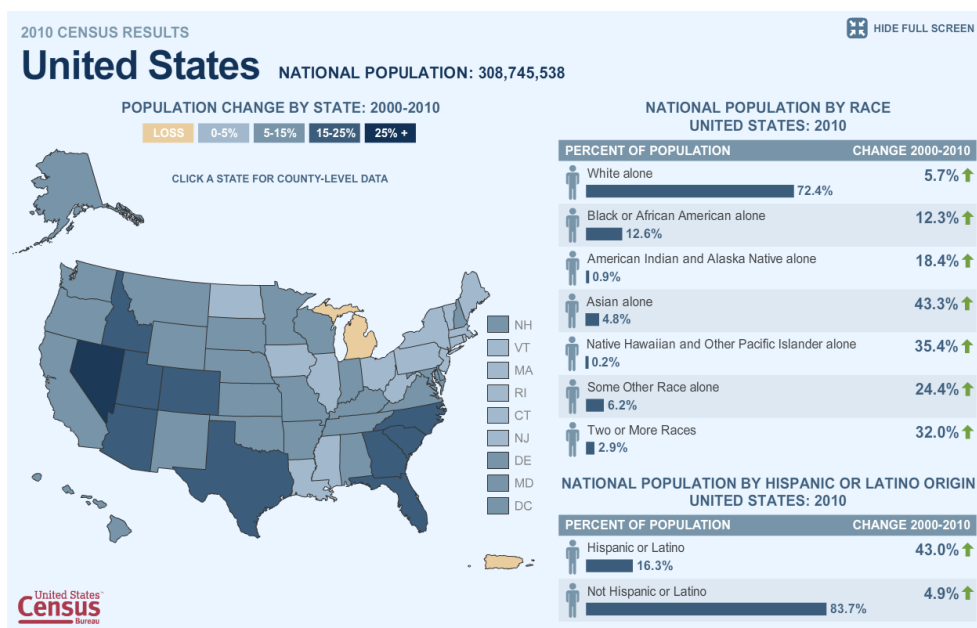 2010 CENSUS RESULTS
HIDE FULL SCREEN
United States NATIONAL POPULATION: 308,745,538
POPULATION CHANGE BY STATE: 2000-2010
LOSS 0-5% 5-15% 15-25% 25% +
CLICK A STATE FOR COUNTY-LEVEL DATA
NH
VT
MA
RI
CT
NJ
DE
MD
DC
United States
Census
Bureau
NATIONAL POPULATION BY RACE
UNITED STATES: 2010
PERCENT OF POPULATION CHANGE 2000-2010
White alone 5.7%
72.4%
Black or African American alone 12.3%
12.6%
American Indian and Alaska Native alone 18.4%
0.9%
Asian alone 43.3%
4.8%
Native Hawaiian and Other Pacific Islander alone 35.4%
0.2%
Some Other Race alone 24.4%
6.2%
Two or More Races 32.0%
2.9%
NATIONAL POPULATION BY HISPANIC OR LATINO ORIGIN
UNITED STATES: 2010
PERCENT OF POPULATION CHANGE 2000-2010
Hispanic or Latino 43.0%
16.3%
Not Hispanic or Latino 4.9%
83.7%